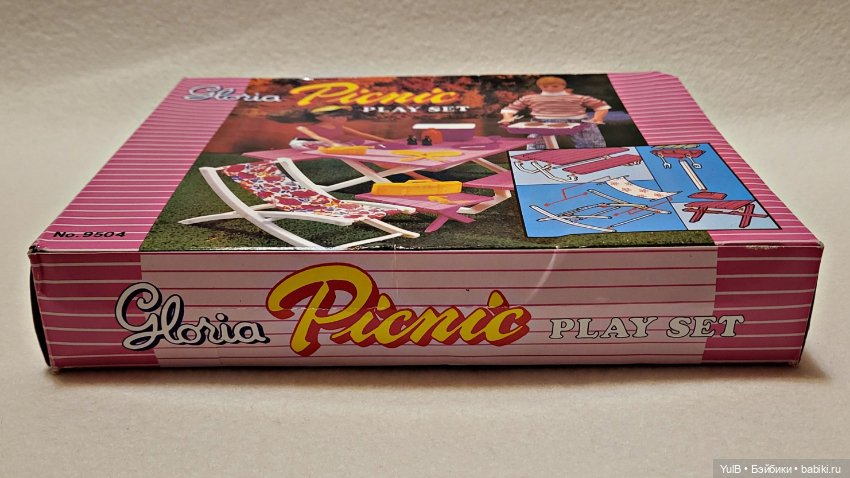 Gloria Picnic
PLAY SET
No. 9504
Gloria Picnic PLAY SET
YulB • Бэйбики • babiki.ru